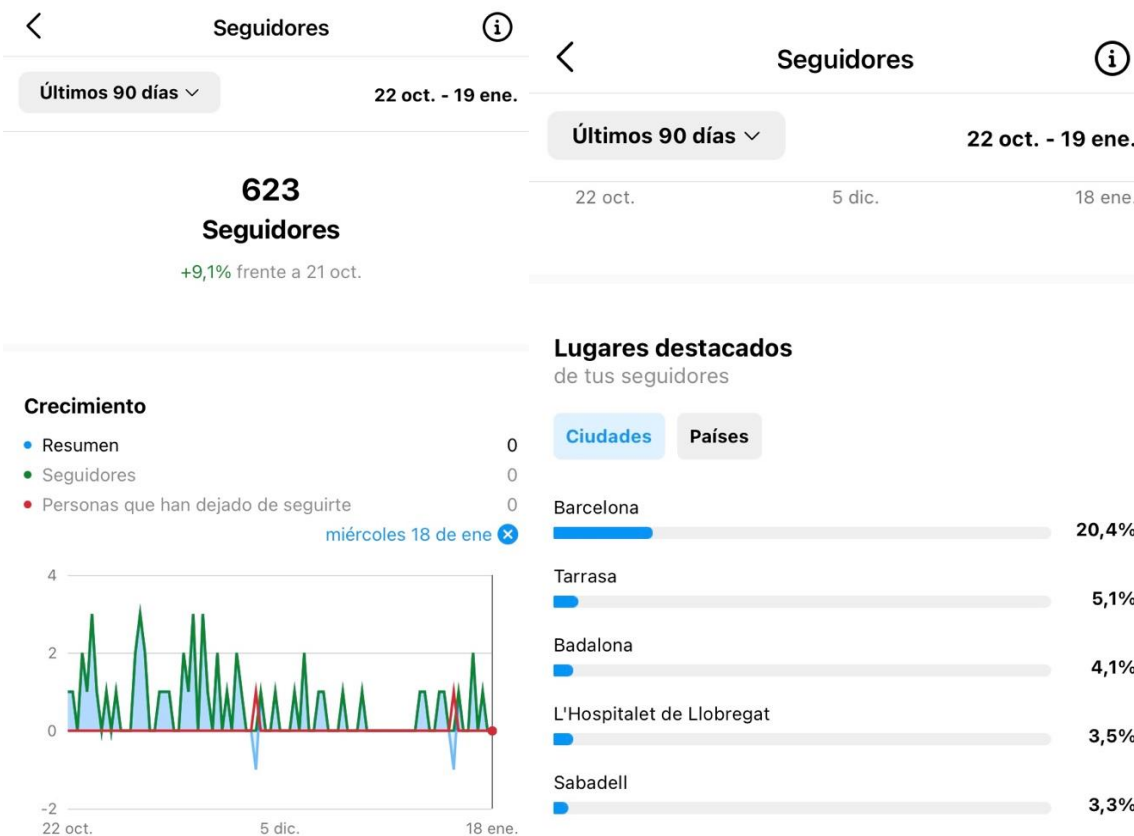 Seguidores
Últimos 90 días
22 oct. - 19 ene.
623
Seguidores
+9,1% frente a 21 oct.
Crecimiento
Resumen 0
Seguidores 0
Personas que han dejado de seguirte 0
miércoles 18 de ene
4
2
0
-2
22 oct. 5 dic. 18 ene.
Seguidores
Últimos 90 días
22 oct. - 19 ene.
22 oct. 5 dic. 18 ene.
Lugares destacados
de tus seguidores
Ciudades Países
Barcelona
20,4%
Tarrasa
5,1%
Badalona
4,1%
L'Hospitalet de Llobregat
3,5%
Sabadell
3,3%